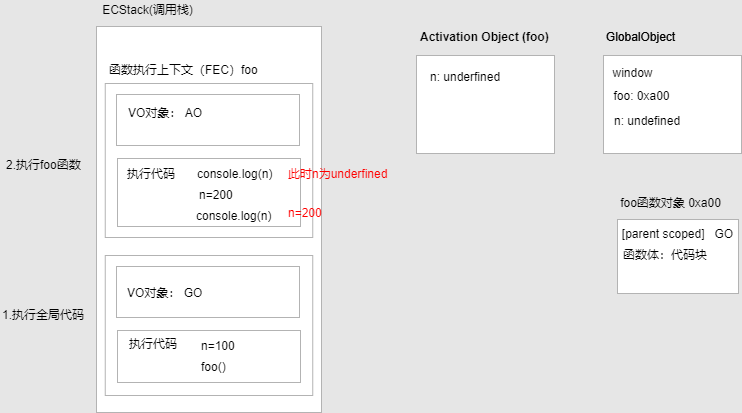 ECStack(调用栈)
函数执行上下文（FEC）foo
VO对象： AO
2.执行foo函数
执行代码 console.log(n) 此时n为underfined
n=200
console.log(n) n=200
VO对象： GO
1.执行全局代码
执行代码 n=100
foo()
Activation Object (foo)
n: underfined
GlobalObject
window
foo: 0xa00
n: undefined
foo函数对象 0xa00
[parent scoped] GO
函数体：代码块